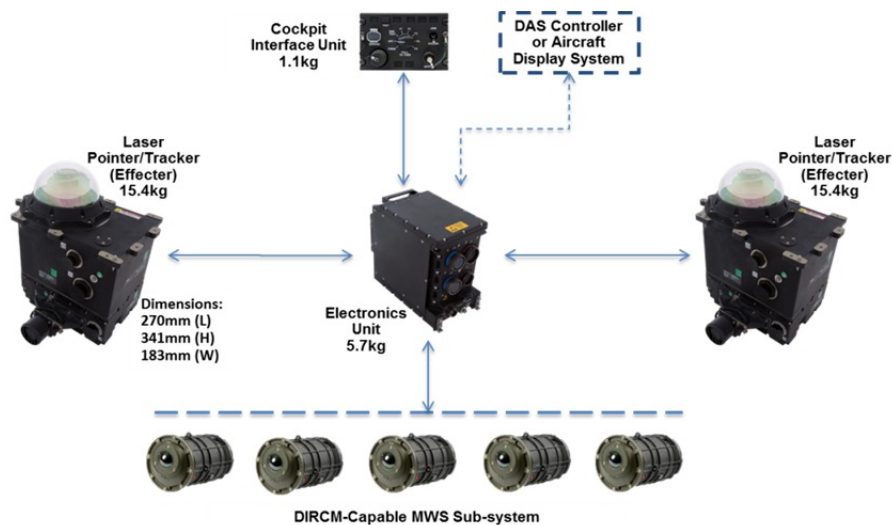 Cockpit
Interface Unit
1.1kg
DAS Controller
or Aircraft
Display System
Laser
Pointer/Tracker
(Effecter)
15.4kg
Laser
Pointer/Tracker
(Effecter)
15.4kg
Dimensions:
270mm (L)
341mm (H)
183mm (W)
Electronics
Unit
5.7kg
DIRCM-Capable MWS Sub-system